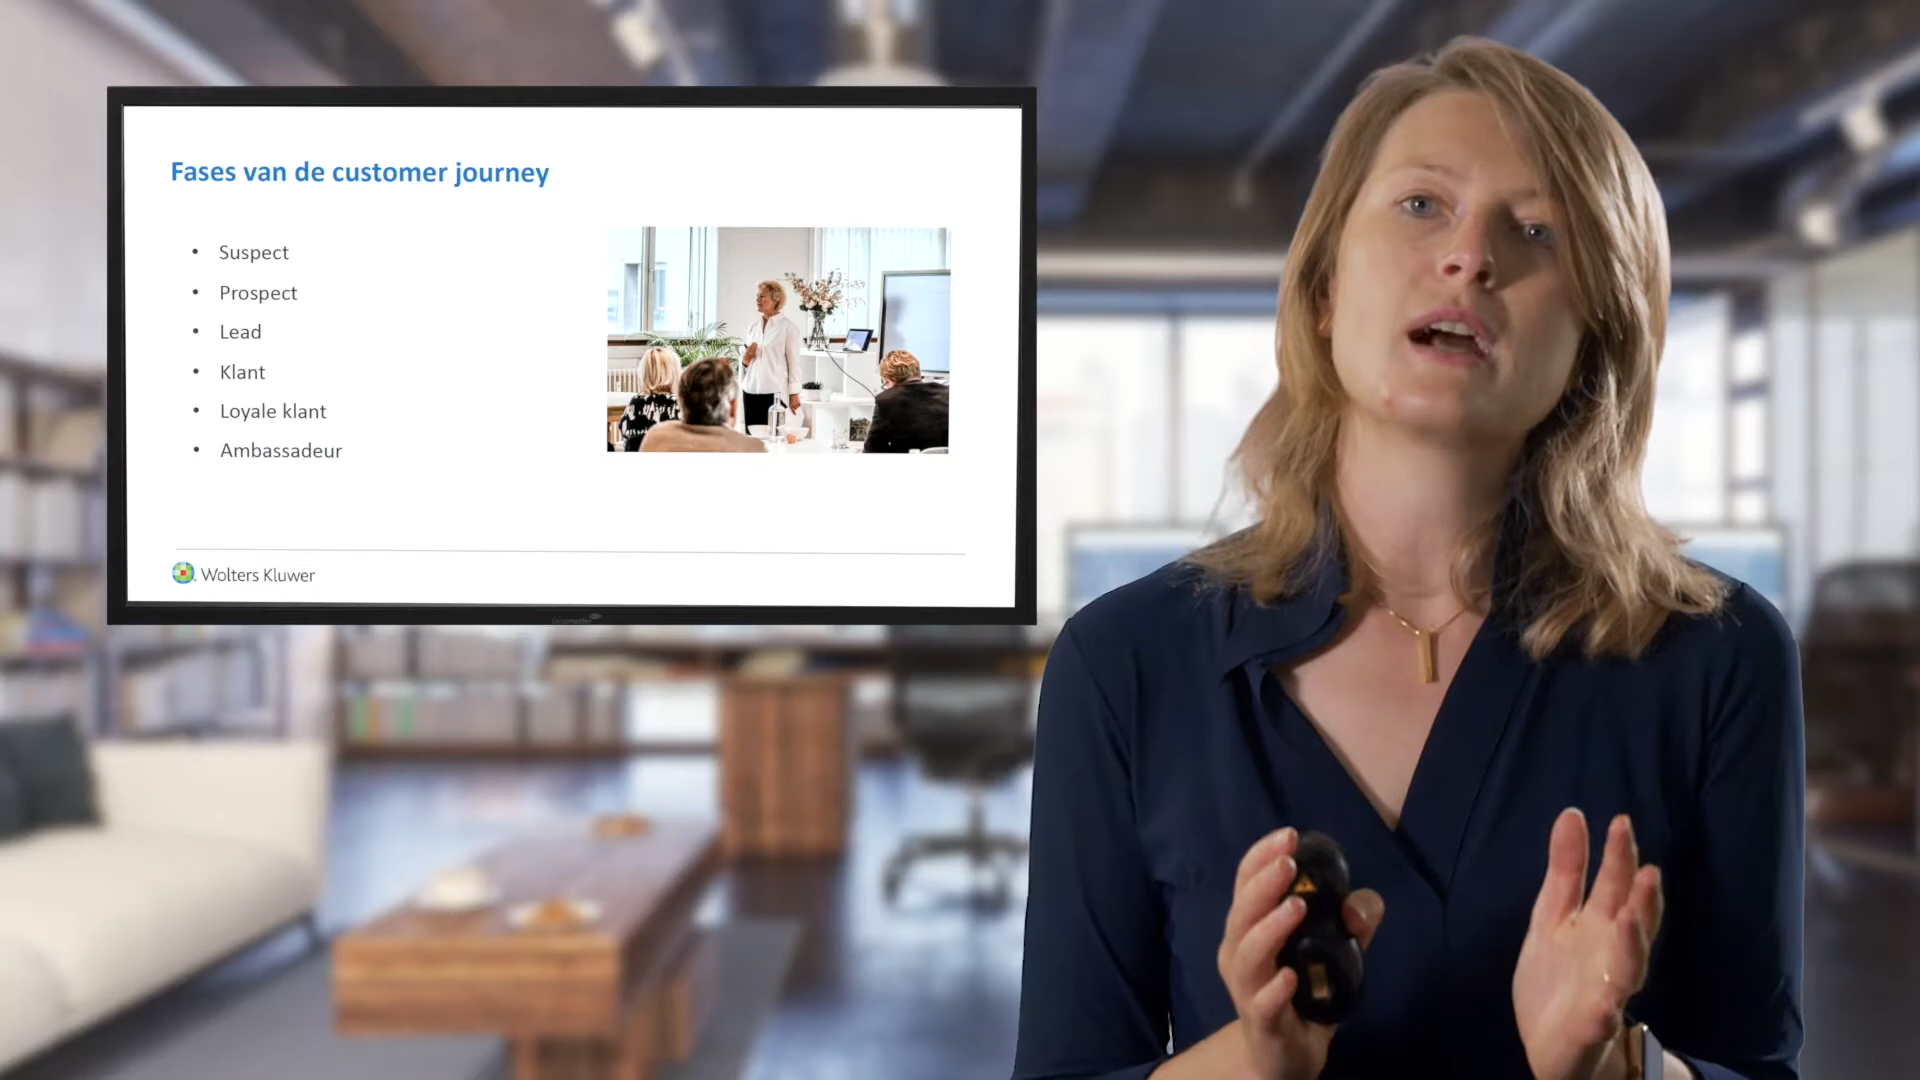 Fases van de customer journey
• Suspect
• Prospect
• Lead
• Klant
• Loyale klant
• Ambassadeur
Wolters Kluwer